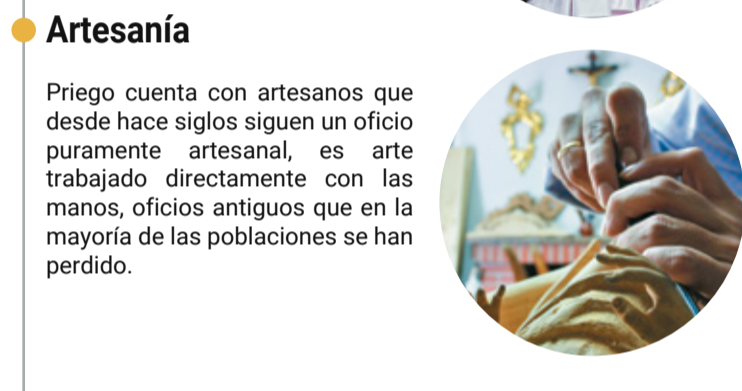 Artesanía
Priego cuenta con artesanos que
desde hace siglos siguen un oficio
puramente artesanal, es arte
trabajado directamente con las
manos, oficios antiguos que en la
mayoría de las poblaciones se han
perdido.